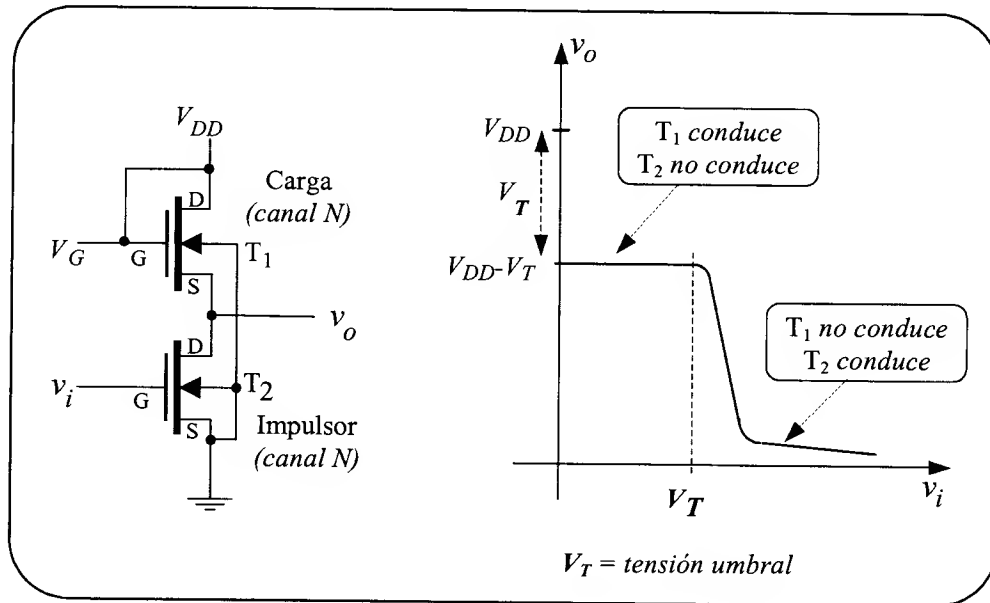 V_DD
Carga
(canal N)
D
V_G
G
T_1
S
v_o
D
v_i
G
T_2
S
Impulsor
(canal N)
v_o
V_DD
V_T
V_DD-V_T
T_1 conduce
T_2 no conduce
T_1 no conduce
T_2 conduce
V_T
v_i
V_T = tensión umbral